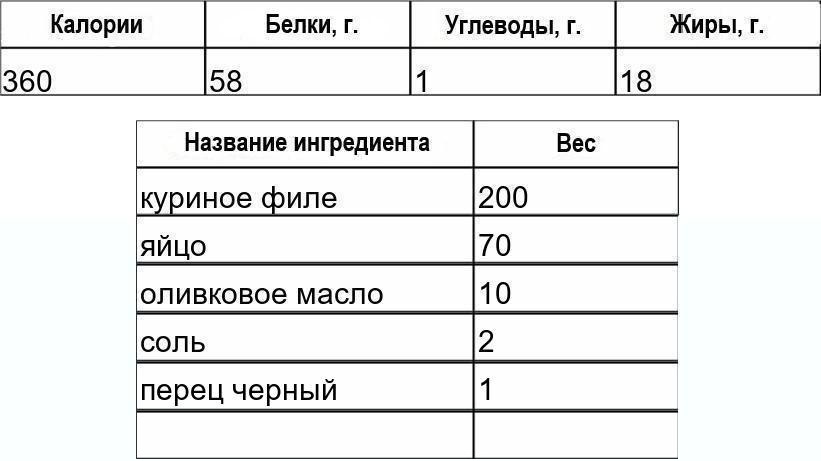 Калории Белки, г. Углеводы, г. Жиры, г.
360 58 1 18
Название ингредиента Вес
куриное филе 200
яйцо 70
оливковое масло 10
соль 2
перец черный 1